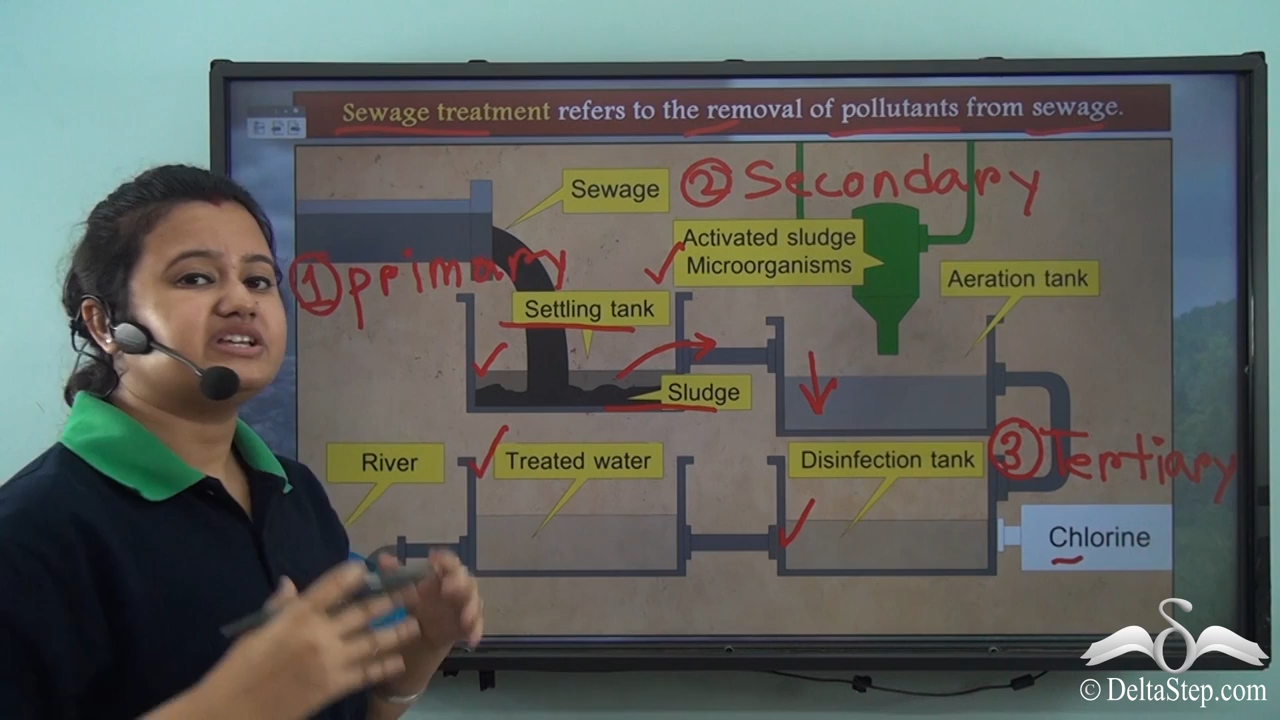 Sewage treatment refers to the removal of pollutants from sewage.
Sewage
② Secondary
Activated sludge
Microorganisms
① primary
Aeration tank
Settling tank
Sludge
River
Treated water
Disinfection tank
③ Tertiary
Chlorine
© DeltaStep.com